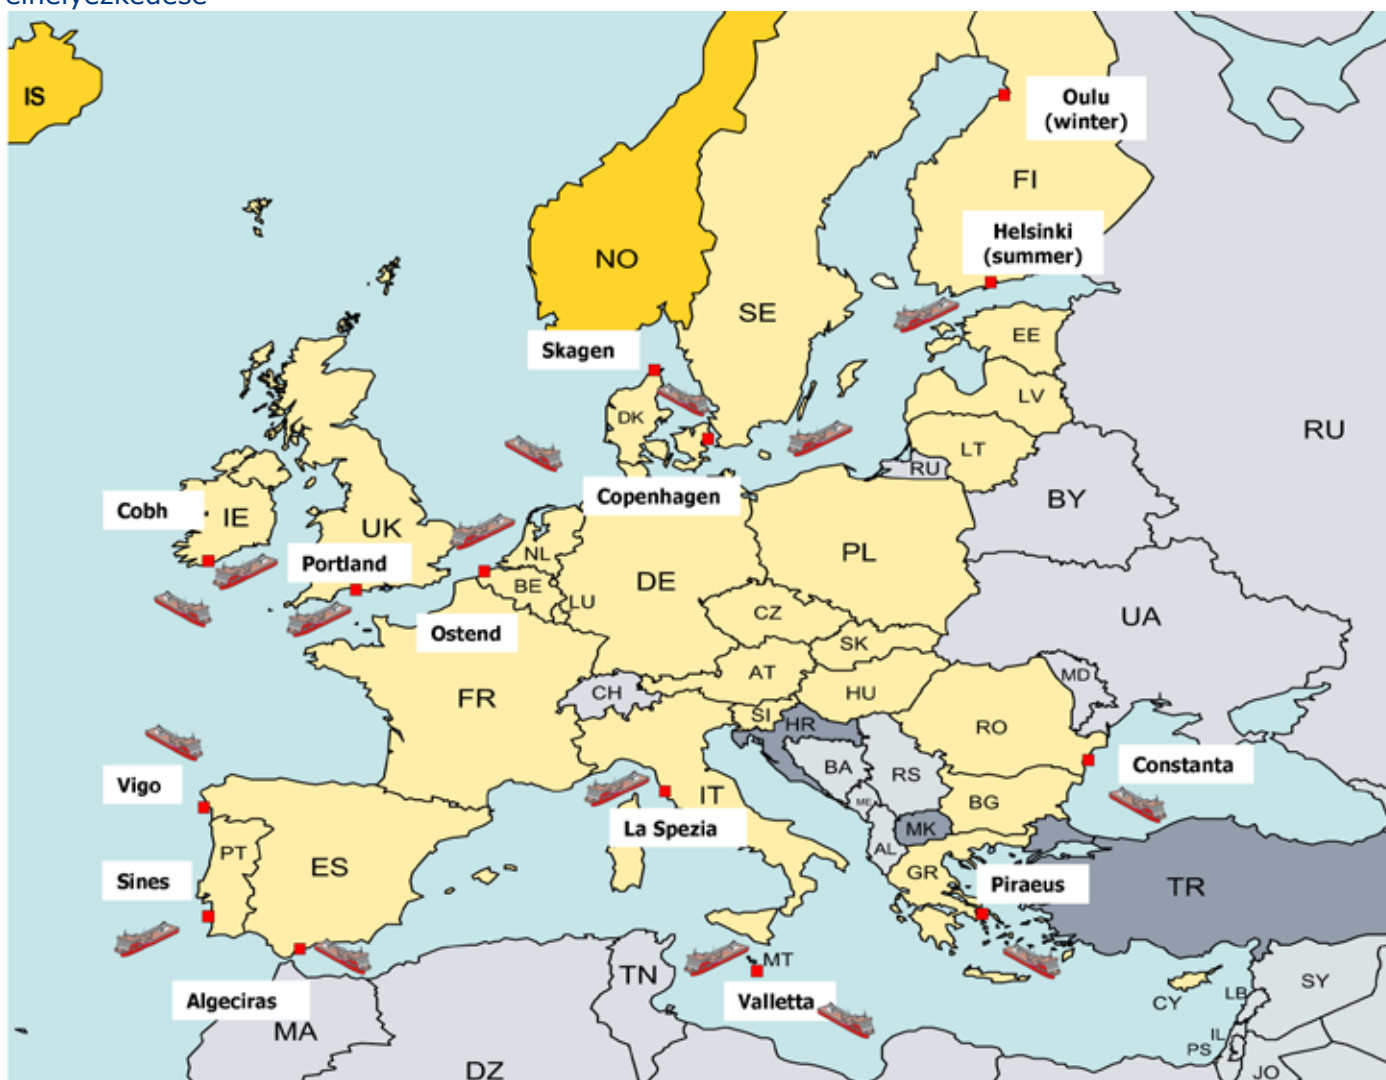 elhelyezkedése
IS
Oulu
(winter)
FI
Helsinki
(summer)
NO
SE
EE
Skagen
LV
DK
LT
RU
RU
BY
Copenhagen
Cobh
IE
UK
NL
PL
Portland
DE
BE
LU
CZ
UA
Ostend
SK
AT
MD
CH
HU
FR
SI
HR
RO
BA
RS
Constanta
Vigo
IT
ME
BG
La Spezia
MK
PT
AL
ES
GR
Sines
Piraeus
TR
MT
TN
SY
Algeciras
Valletta
CY
LB
MA
IL
PS
DZ
JO